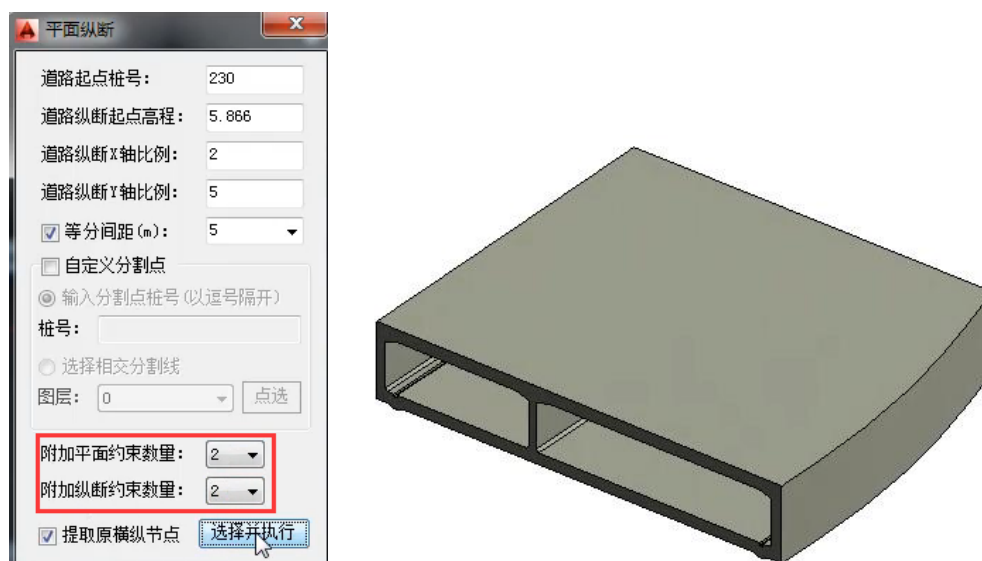 平面纵断
道路起点桩号: 230
道路纵断起点高程: 5.866
道路纵断X轴比例: 2
道路纵断Y轴比例: 5
等分间距(m): 5
自定义分割点
输入分割点桩号(以逗号隔开)
桩号:
选择相交分割线
图层: 0 点选
附加平面约束数量: 2
附加纵断约束数量: 2
提取原横纵节点 选择并执行